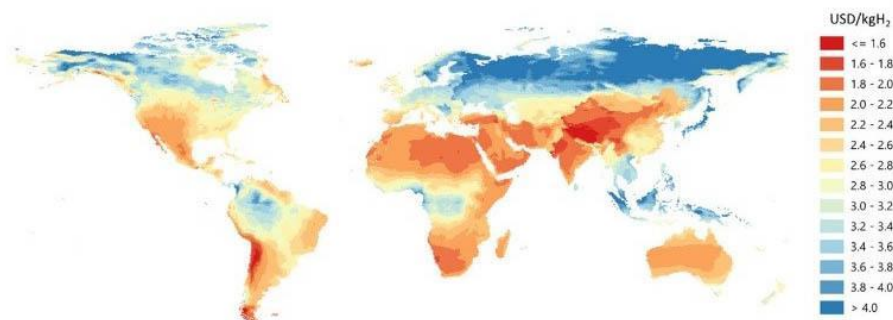 USD/kgH₂
<= 1.6
1.6 - 1.8
1.8 - 2.0
2.0 - 2.2
2.2 - 2.4
2.4 - 2.6
2.6 - 2.8
2.8 - 3.0
3.0 - 3.2
3.2 - 3.4
3.4 - 3.6
3.6 - 3.8
3.8 - 4.0
> 4.0